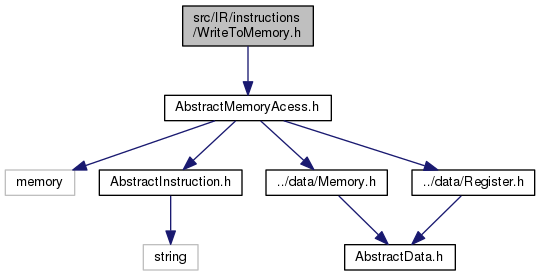 src/IR/instructions
/WriteToMemory.h
AbstractMemoryAcess.h
memory
AbstractInstruction.h
../data/Memory.h
../data/Register.h
string
AbstractData.h